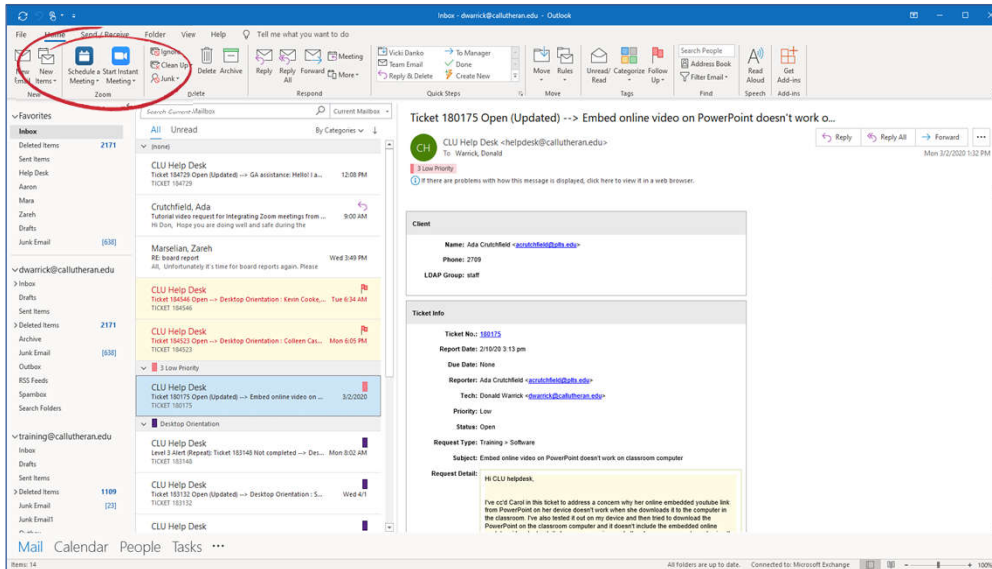 Inbox - dwarrick@callutheran.edu - Outlook
File Home Send / Receive Folder View Help Tell me what you want to do
New Email
New Items
Schedule a Meeting
Start Instant Meeting
Ignore
Clean Up
Junk
Delete Archive
Reply Reply All Forward
Meeting
More
Vicki Danko
Team Email
Reply & Delete
To Manager
Done
Create New
Move Rules
Unread/ Read
Categorize
Follow Up
Search People
Address Book
Filter Email
Read Aloud
Get Add-ins
New Zoom Delete Respond Quick Steps Move Tags Find Speech Add-ins
Favorites
Inbox
Deleted Items 2171
Sent Items
Help Desk
Aaron
Mara
Zareh
Drafts
Junk Email [638]
dwarrick@callutheran.edu
Inbox
Drafts
Sent Items
Deleted Items 2171
Archive
Junk Email [638]
Outbox
RSS Feeds
Spambox
Search Folders
training@callutheran.edu
Inbox
Drafts
Sent Items
Deleted Items 1109
Junk Email [23]
Junk Email1
Search Current Mailbox Current Mailbox
All Unread By Categories
(none)
CLU Help Desk
Ticket 184729 Open (Updated) --> GA assistance: Hello! I a... 12:08 PM
TICKET 184729
Crutchfield, Ada
Tutorial video request for Integrating Zoom meetings from ... 9:00 AM
Hi Don, Hope you are doing well and safe during the
Marselian, Zareh
RE: board report Wed 3:49 PM
All, Unfortunately it's time for board reports again. Please
CLU Help Desk
Ticket 184546 Open --> Desktop Orientation : Kevin Cooke,... Tue 6:34 AM
TICKET 184546
CLU Help Desk
Ticket 184523 Open --> Desktop Orientation : Colleen Cas... Mon 6:05 PM
TICKET 184523
3 Low Priority
CLU Help Desk
Ticket 180175 Open (Updated) --> Embed online video on ... 3/2/2020
TICKET 180175
Desktop Orientation
CLU Help Desk
Level 3 Alert (Repeat): Ticket 183148 Not completed --> Des... Mon 8:02 AM
TICKET 183148
CLU Help Desk
Ticket 183132 Open (Updated) --> Desktop Orientation : S... Wed 4/1
TICKET 183132
CLU Help Desk
Ticket 180175 Open (Updated) --> Embed online video on PowerPoint doesn't work o...
CH
CLU Help Desk <helpdesk@callutheran.edu>
To Warrick, Donald
Reply Reply All Forward
Mon 3/2/2020 1:32 PM
3 Low Priority
If there are problems with how this message is displayed, click here to view it in a web browser.
Client
Name: Ada Crutchfield <acrutchfield@plts.edu>
Phone: 2709
LDAP Group: staff
Ticket Info
Ticket No.: 180175
Report Date: 2/10/20 3:13 pm
Due Date: None
Reporter: Ada Crutchfield <acrutchfield@plts.edu>
Tech: Donald Warrick <dwarrick@callutheran.edu>
Priority: Low
Status: Open
Request Type: Training > Software
Subject: Embed online video on PowerPoint doesn't work on classroom computer
Request Detail: Hi CLU helpdesk,
I've cc'd Carol in this ticket to address a concern why her online embedded youtube link
from PowerPoint on her device doesn't work when she downloads it to the computer in
the classroom. I've also tested it out on my device and then tried to download the
PowerPoint on the classroom computer and it doesn't include the embedded online
Mail Calendar People Tasks
Items: 14 All folders are up to date. Connected to: Microsoft Exchange 100%